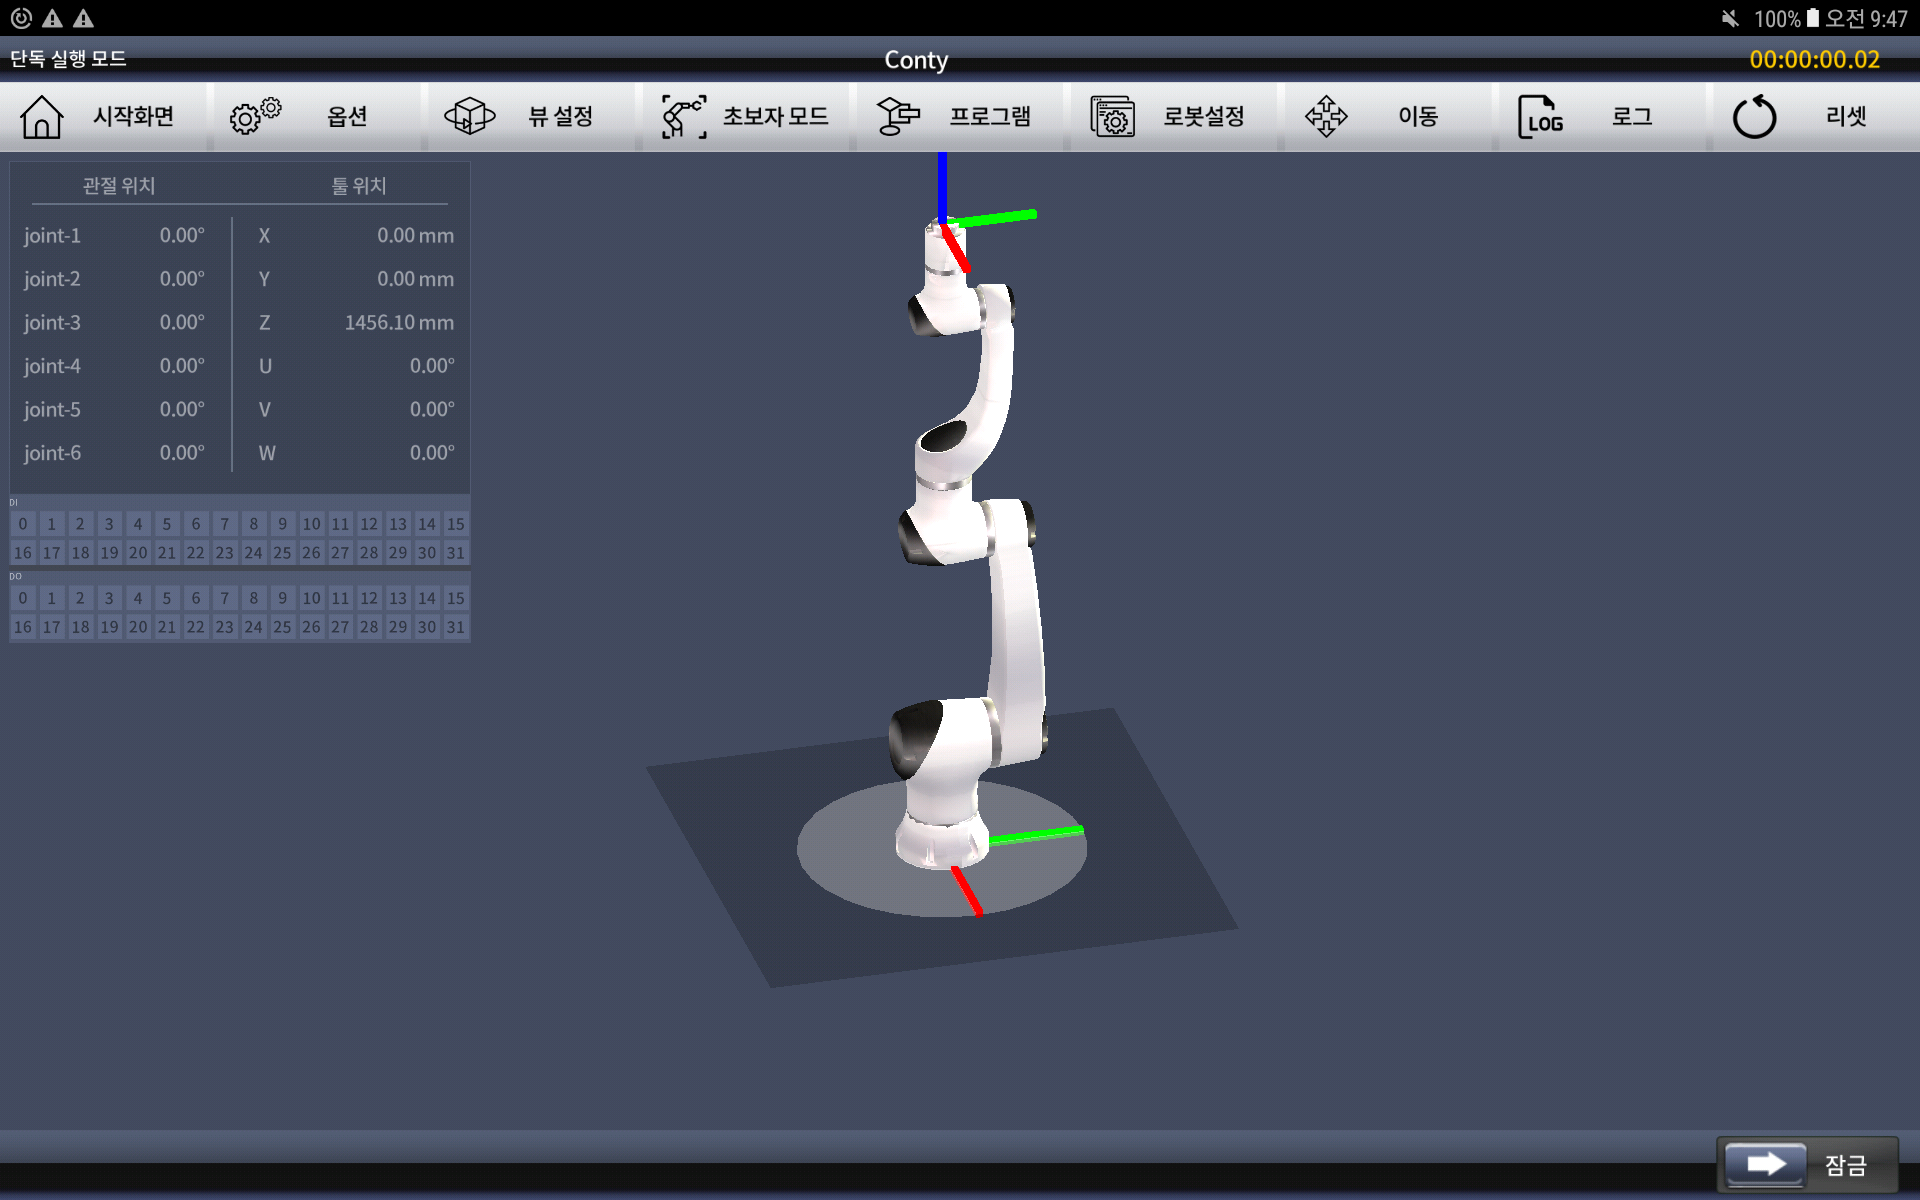 100% 오전 9:47
단독 실행 모드 Conty 00:00:00.02
시작화면 옵션 뷰 설정 초보자 모드 프로그램 로봇설정 이동 LOG 로그 리셋
관절 위치 툴 위치
joint-1 0.00° X 0.00 mm
joint-2 0.00° Y 0.00 mm
joint-3 0.00° Z 1456.10 mm
joint-4 0.00° U 0.00°
joint-5 0.00° V 0.00°
joint-6 0.00° W 0.00°
DI
0 1 2 3 4 5 6 7 8 9 10 11 12 13 14 15
16 17 18 19 20 21 22 23 24 25 26 27 28 29 30 31
DO
0 1 2 3 4 5 6 7 8 9 10 11 12 13 14 15
16 17 18 19 20 21 22 23 24 25 26 27 28 29 30 31
잠금